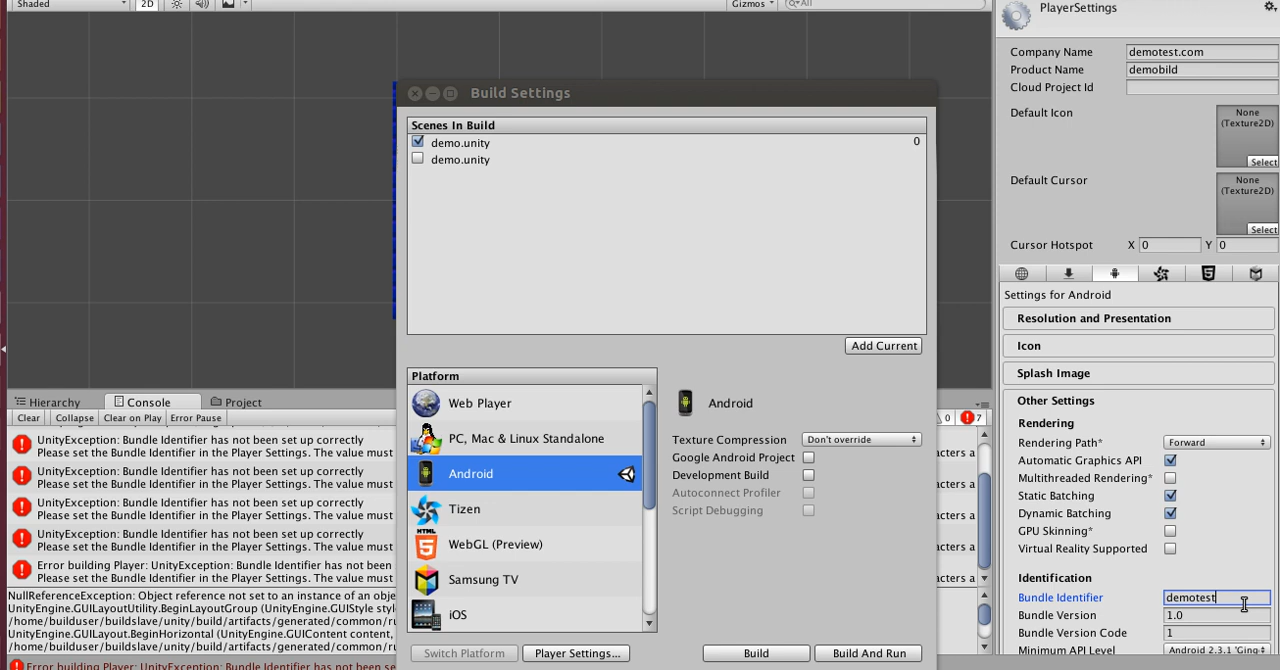 Shaded
2D
Gizmos
All
PlayerSettings
Company Name demotest.com
Product Name demobild
Cloud Project Id
Default Icon
None
(Texture2D)
Select
Default Cursor
None
(Texture2D)
Select
Cursor Hotspot X 0 Y 0
Settings for Android
Resolution and Presentation
Icon
Splash Image
Other Settings
Rendering
Rendering Path* Forward
Automatic Graphics API
Multithreaded Rendering*
Static Batching
Dynamic Batching
GPU Skinning*
Virtual Reality Supported
Identification
Bundle Identifier demotest
Bundle Version 1.0
Bundle Version Code 1
Minimum API Level Android 2.3.1 'Ging
Build Settings
Scenes In Build
demo.unity 0
demo.unity
Add Current
Platform
Web Player
PC, Mac & Linux Standalone
Android
Tizen
HTML
5
WebGL (Preview)
Samsung TV
iOS
Android
Texture Compression Don't override
Google Android Project
Development Build
Autoconnect Profiler
Script Debugging
Switch Platform
Player Settings...
Build
Build And Run
Hierarchy Console Project
Clear Collapse Clear on Play Error Pause
0 7
UnityException: Bundle Identifier has not been set up correctly
Please set the Bundle Identifier in the Player Settings. The value must acters a
UnityException: Bundle Identifier has not been set up correctly
Please set the Bundle Identifier in the Player Settings. The value must acters a
UnityException: Bundle Identifier has not been set up correctly
Please set the Bundle Identifier in the Player Settings. The value must acters a
UnityException: Bundle Identifier has not been set up correctly
Please set the Bundle Identifier in the Player Settings. The value must acters a
Error building Player: UnityException: Bundle Identifier has not been
Please set the Bundle Identifier in the Player Settings. The value must acters a
NullReferenceException: Object reference not set to an instance of an obje
UnityEngine.GUILayoutUtility.BeginLayoutGroup (UnityEngine.GUIStyle styl
/home/builduser/buildslave/unity/build/artifacts/generated/common/ru
UnityEngine.GUILayout.BeginHorizontal (UnityEngine.GUIContent content,
/home/builduser/buildslave/unity/build/artifacts/generated/common/ru
Error building Player: UnityException: Bundle Identifier has not been se